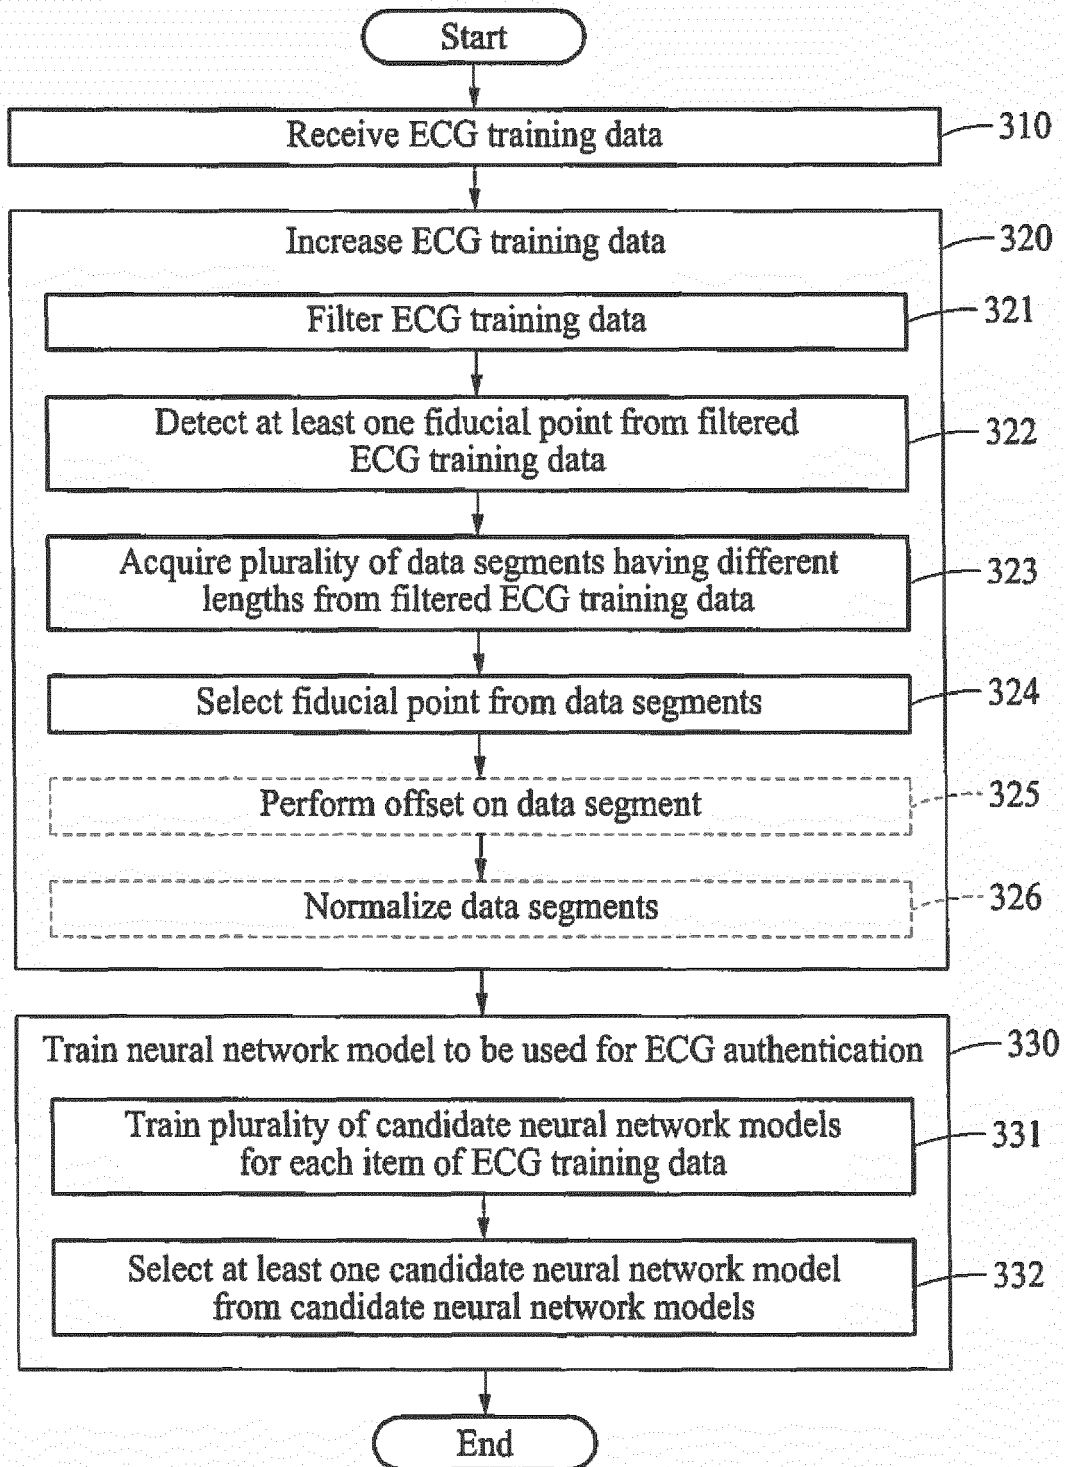 Start
Receive ECG training data
310
Increase ECG training data
320
Filter ECG training data
321
Detect at least one fiducial point from filtered
ECG training data
322
Acquire plurality of data segments having different
lengths from filtered ECG training data
323
Select fiducial point from data segments
324
Perform offset on data segment
325
Normalize data segments
326
Train neural network model to be used for ECG authentication
330
Train plurality of candidate neural network models
for each item of ECG training data
331
Select at least one candidate neural network model
from candidate neural network models
332
End